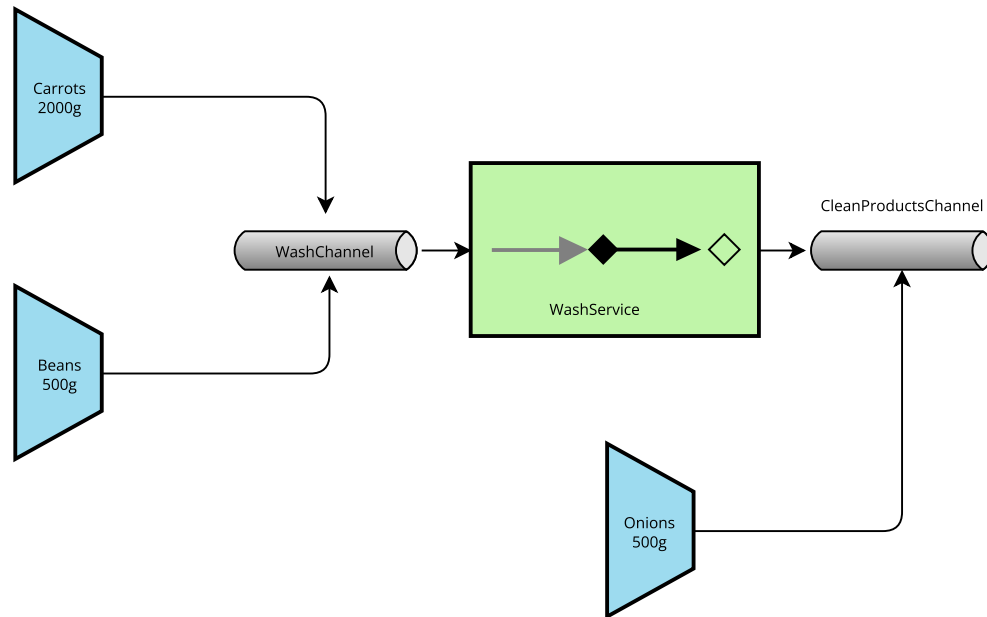 Carrots
2000g
CleanProductsChannel
WashChannel
WashService
Beans
500g
Onions
500g